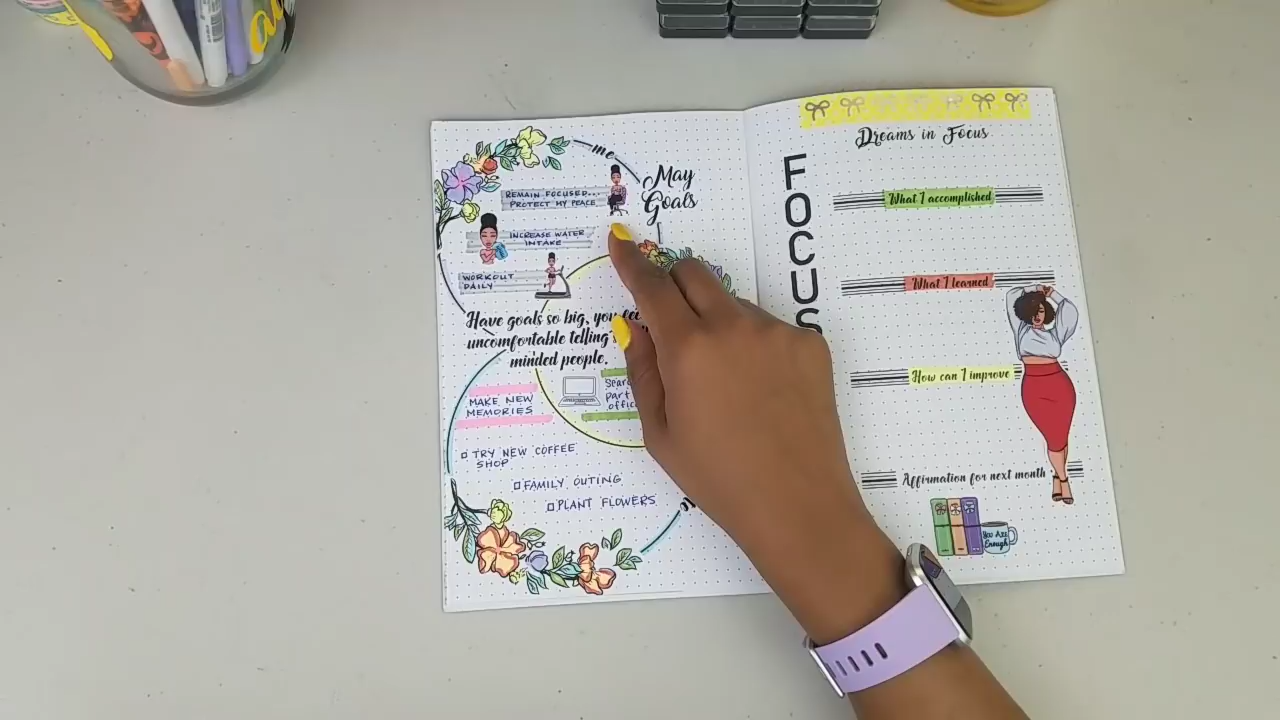 me
May
Goals
REMAIN FOCUSED...
PROTECT MY PEACE
INCREASE WATER
INTAKE
WORKOUT
DAILY
Have goals so big, you
uncomfortable telling
minded people.
MAKE NEW
MEMORIES
TRY NEW COFFEE
SHOP
FAMILY OUTING
PLANT FLOWERS
Dreams in Focus
FOCUS
What I accomplished
What I learned
How can I improve
Affirmation for next month
You Are
Enough